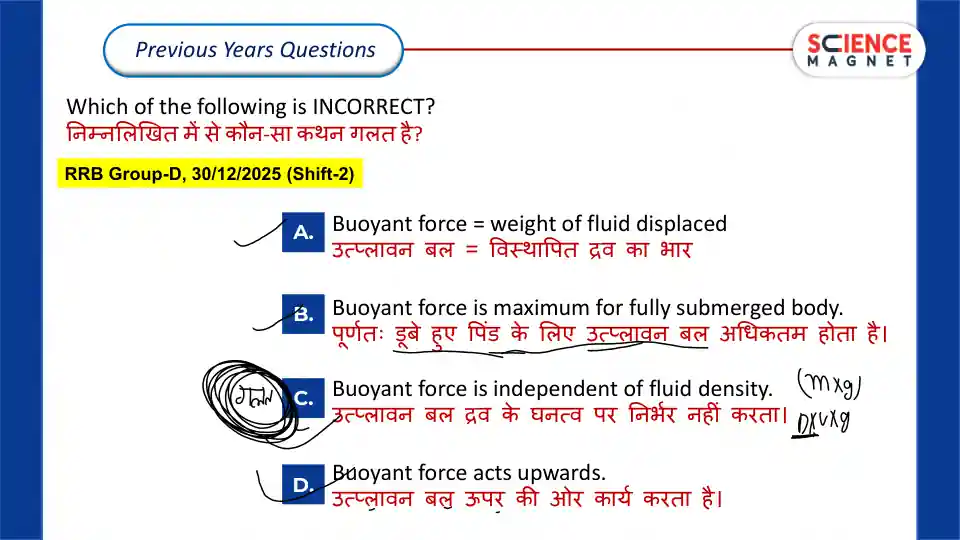 Previous Years Questions
SCIENCE
MAGNET
Which of the following is INCORRECT?
निम्नलिखित में से कौन-सा कथन गलत है?
RRB Group-D, 30/12/2025 (Shift-2)
A. Buoyant force = weight of fluid displaced
उत्प्लावन बल = विस्थापित द्रव का भार
B. Buoyant force is maximum for fully submerged body.
पूर्णतः डूबे हुए पिंड के लिए उत्प्लावन बल अधिकतम होता है।
गलत
C. Buoyant force is independent of fluid density.
(m×g)
उत्प्लावन बल द्रव के घनत्व पर निर्भर नहीं करता।
D×V×g
D. Buoyant force acts upwards.
उत्प्लावन बल ऊपर की ओर कार्य करता है।